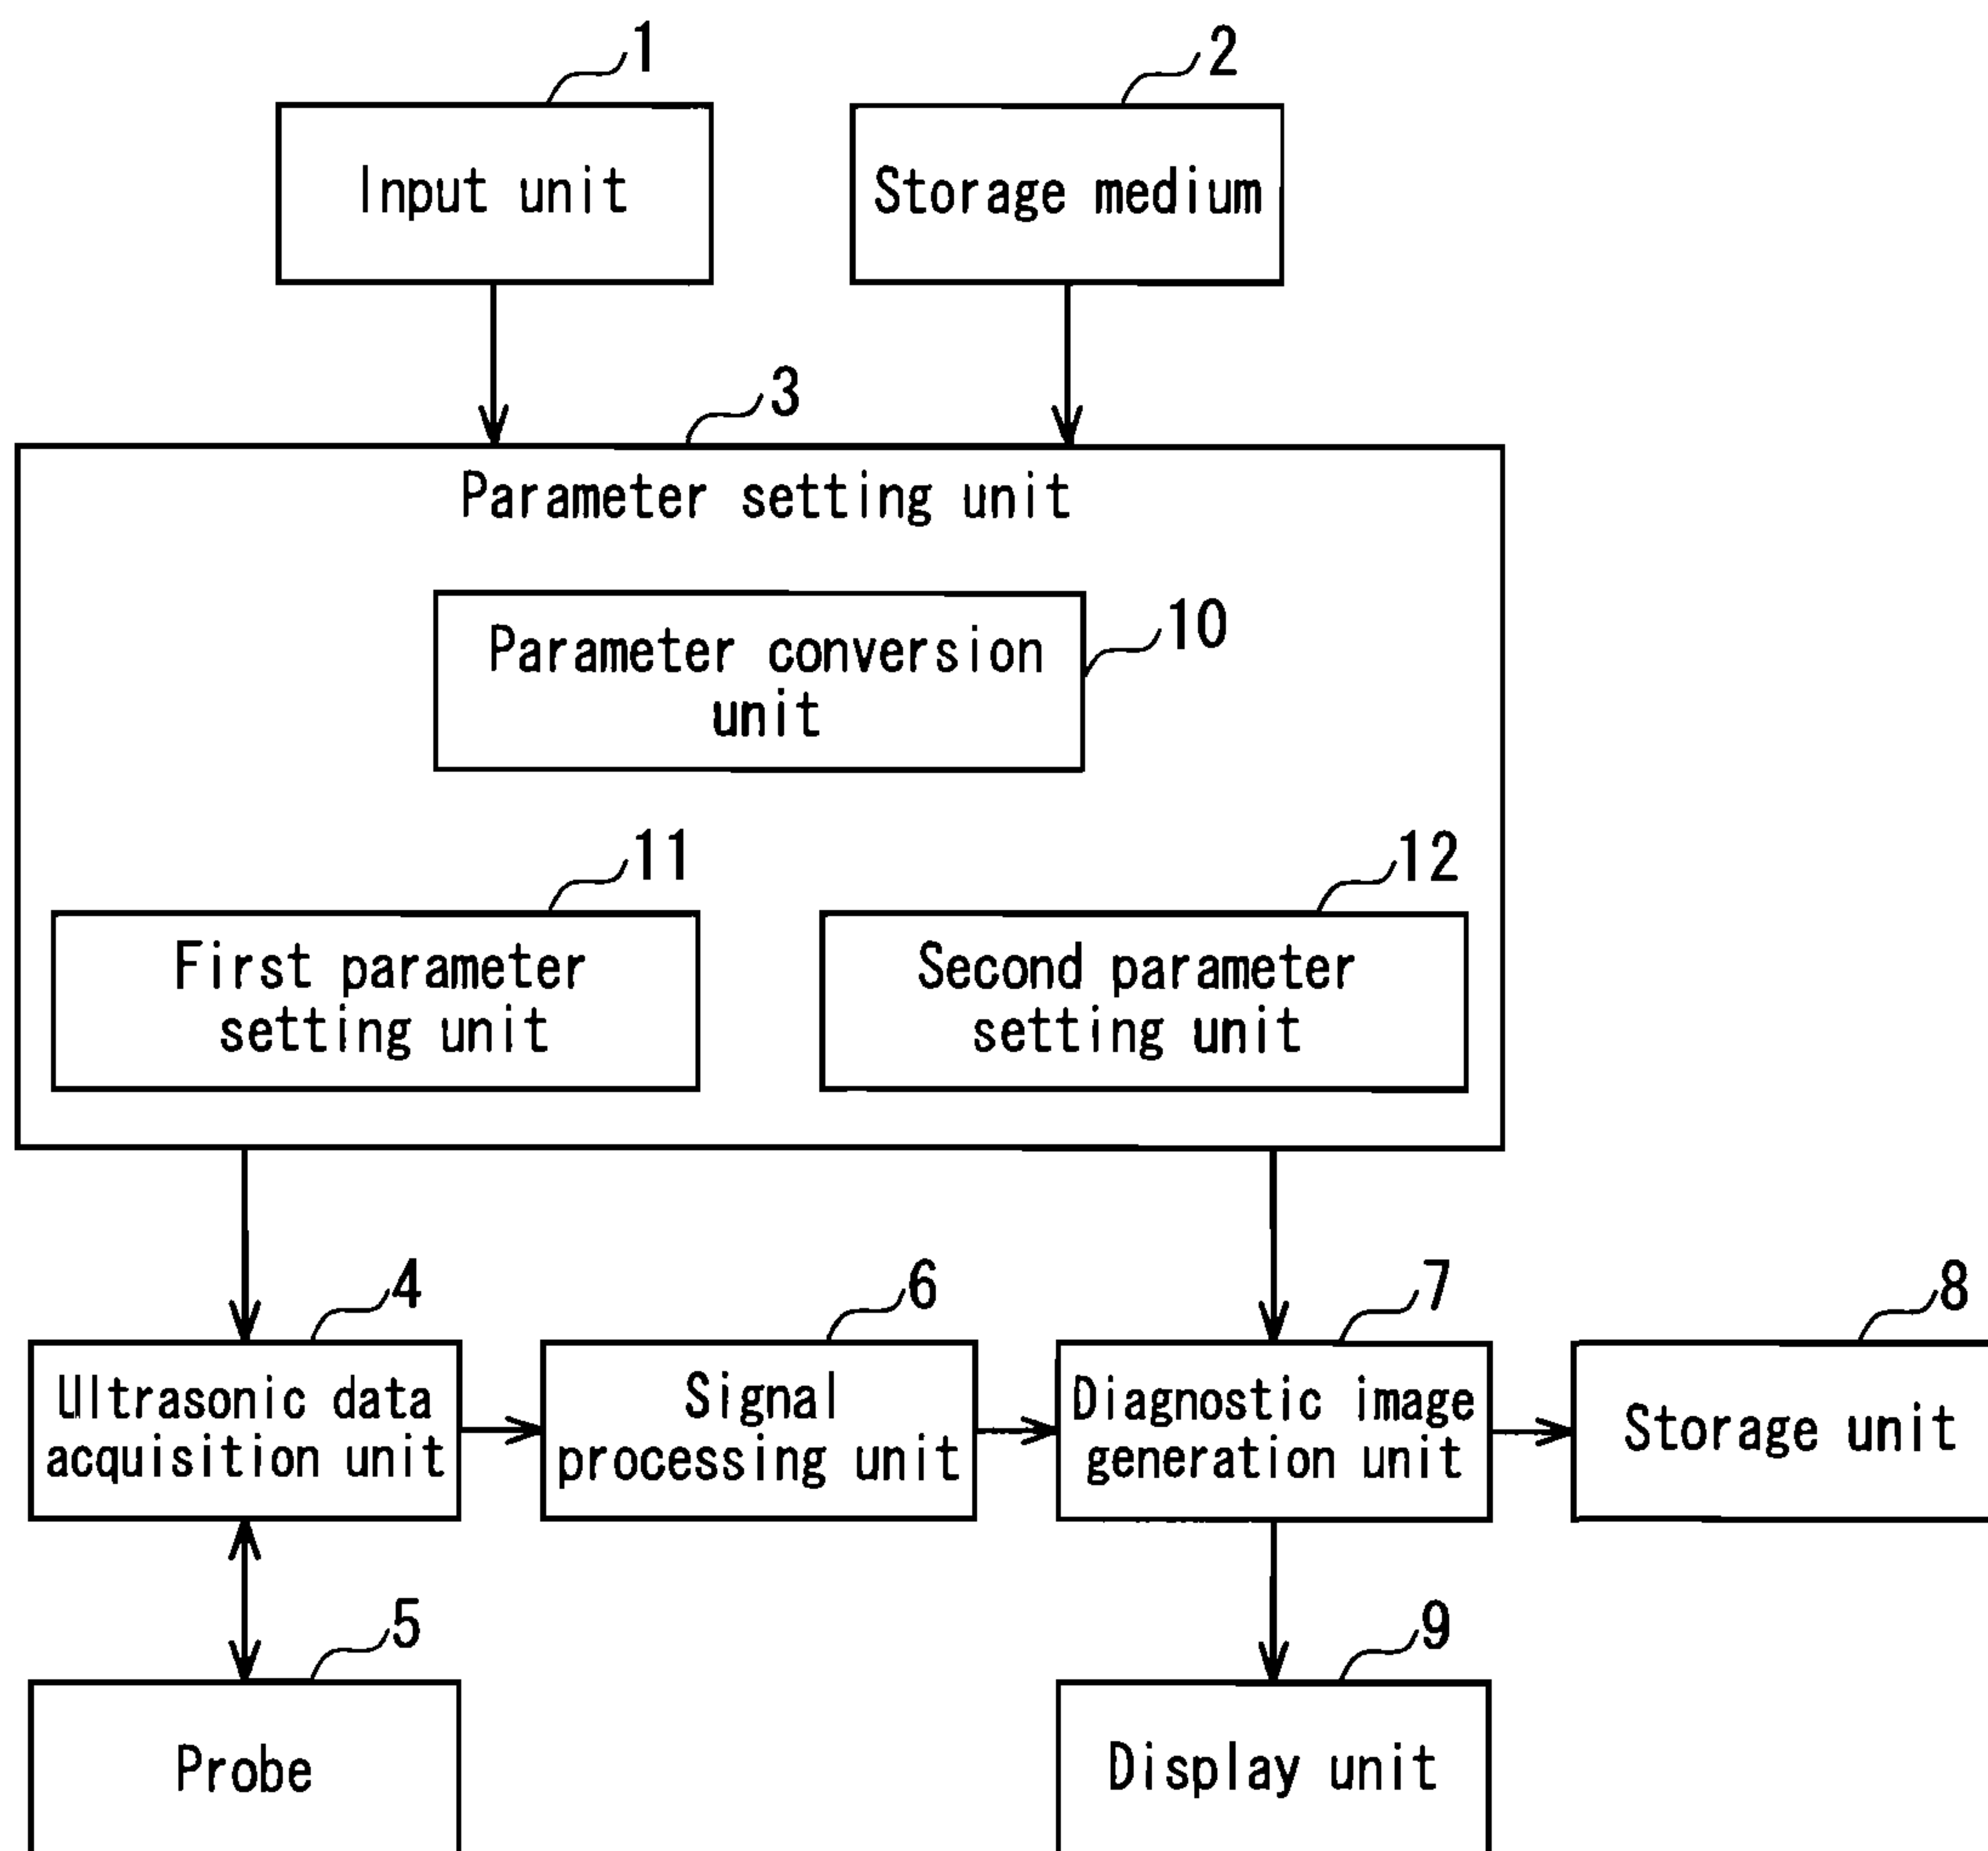 1
2
Input unit
Storage medium
3
Parameter setting unit
10
Parameter conversion
unit
11
12
First parameter
setting unit
Second parameter
setting unit
4
6
7
8
Ultrasonic data
acquisition unit
Signal
processing unit
Diagnostic image
generation unit
Storage unit
5
9
Probe
Display unit